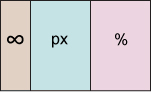 ∞ px %